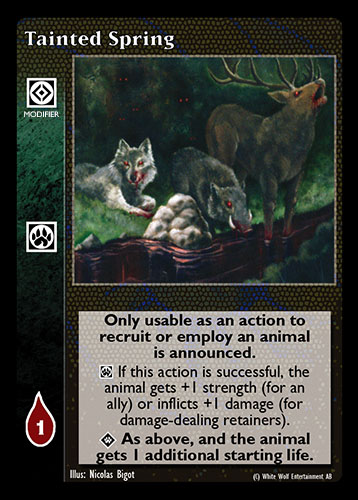 Tainted Spring
MODIFIER
Only usable as an action to
recruit or employ an animal
is announced.
If this action is successful, the
animal gets +1 strength (for an
ally) or inflicts +1 damage (for
damage-dealing retainers).
As above, and the animal
gets 1 additional starting life.
1
Illus: Nicolas Bigot
(C) White Wolf Entertainment AB